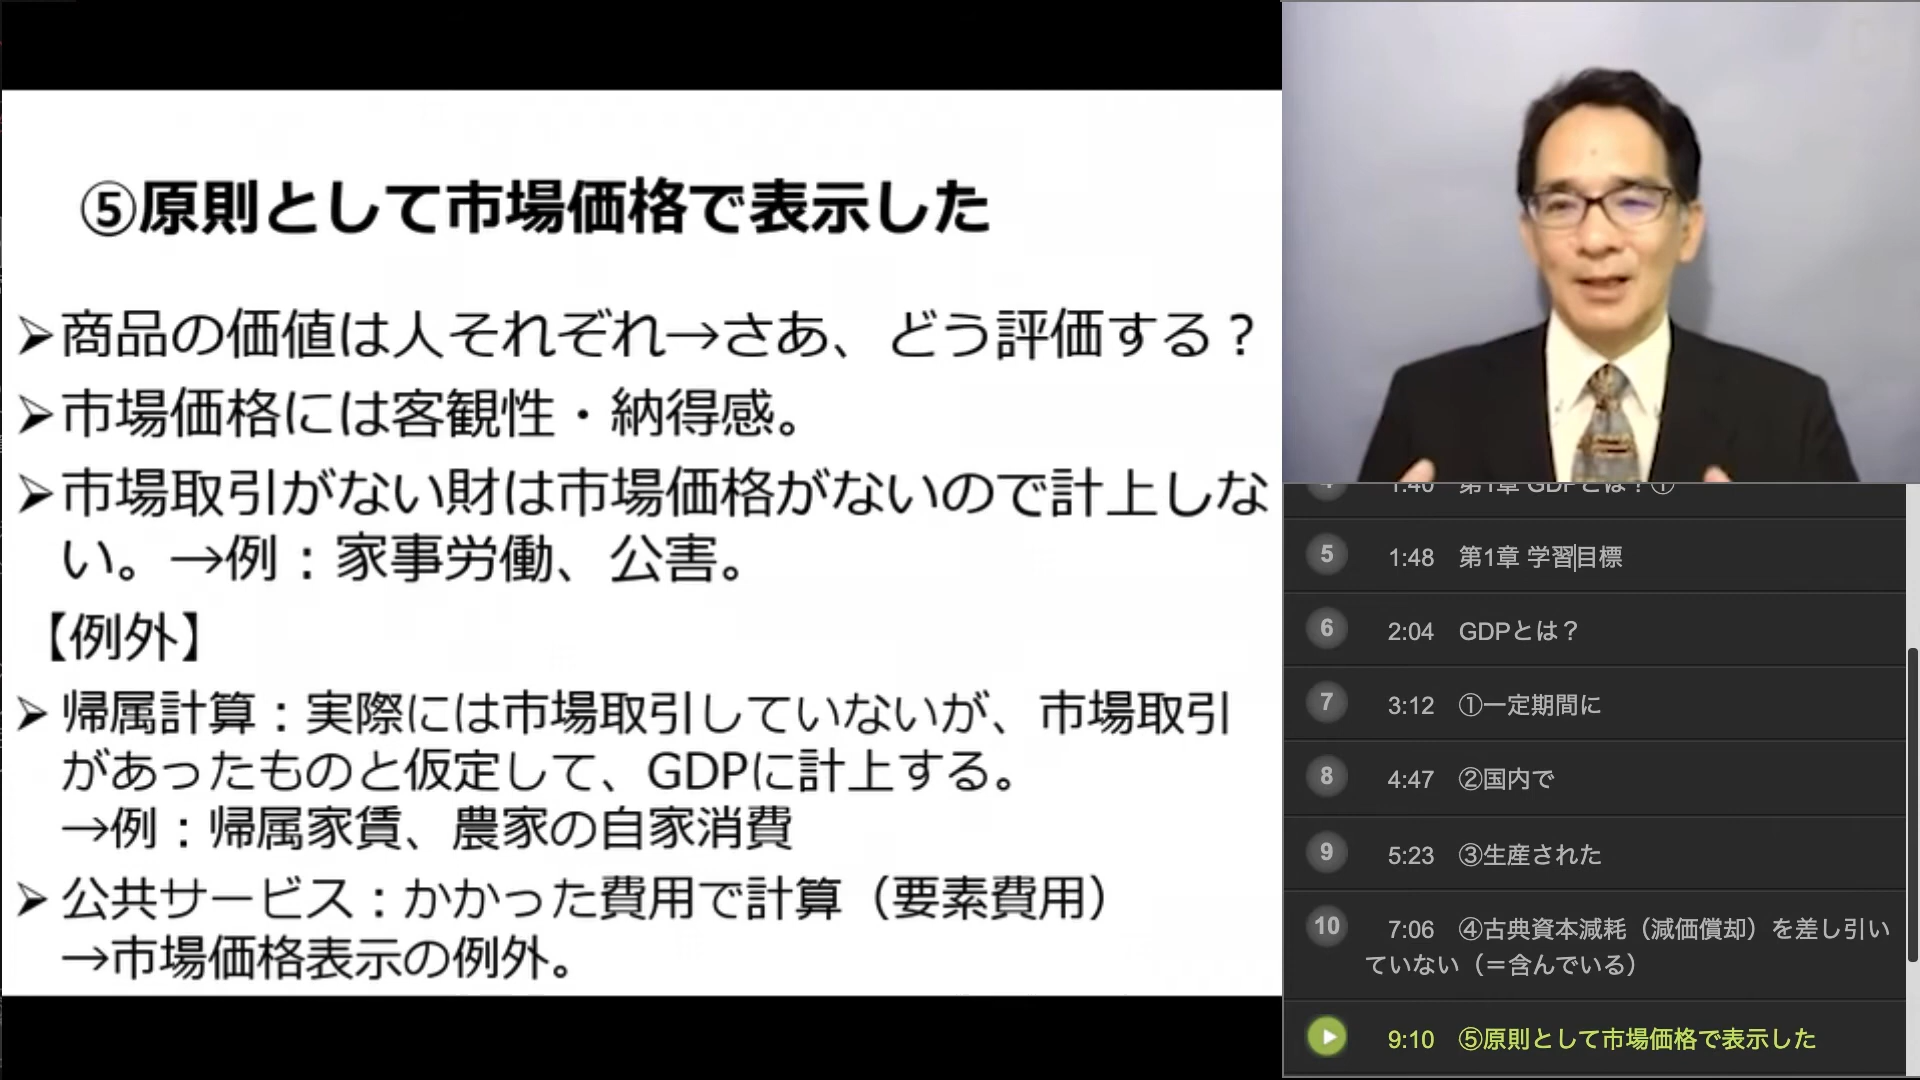 ⑤原則として市場価格で表示した
➢商品の価値は人それぞれ→さあ、どう評価する？
➢市場価格には客観性・納得感。
➢市場取引がない財は市場価格がないので計上しな
い。→例：家事労働、公害。
【例外】
➢帰属計算：実際には市場取引していないが、市場取引
があったものと仮定して、GDPに計上する。
→例：帰属家賃、農家の自家消費
➢公共サービス：かかった費用で計算（要素費用）
→市場価格表示の例外。
4 1:40 第1章 GDPとは？①
5 1:48 第1章 学習目標
6 2:04 GDPとは？
7 3:12 ①一定期間に
8 4:47 ②国内で
9 5:23 ③生産された
10 7:06 ④古典資本減耗（減価償却）を差し引い
ていない（＝含んでいる）
9:10 ⑤原則として市場価格で表示した